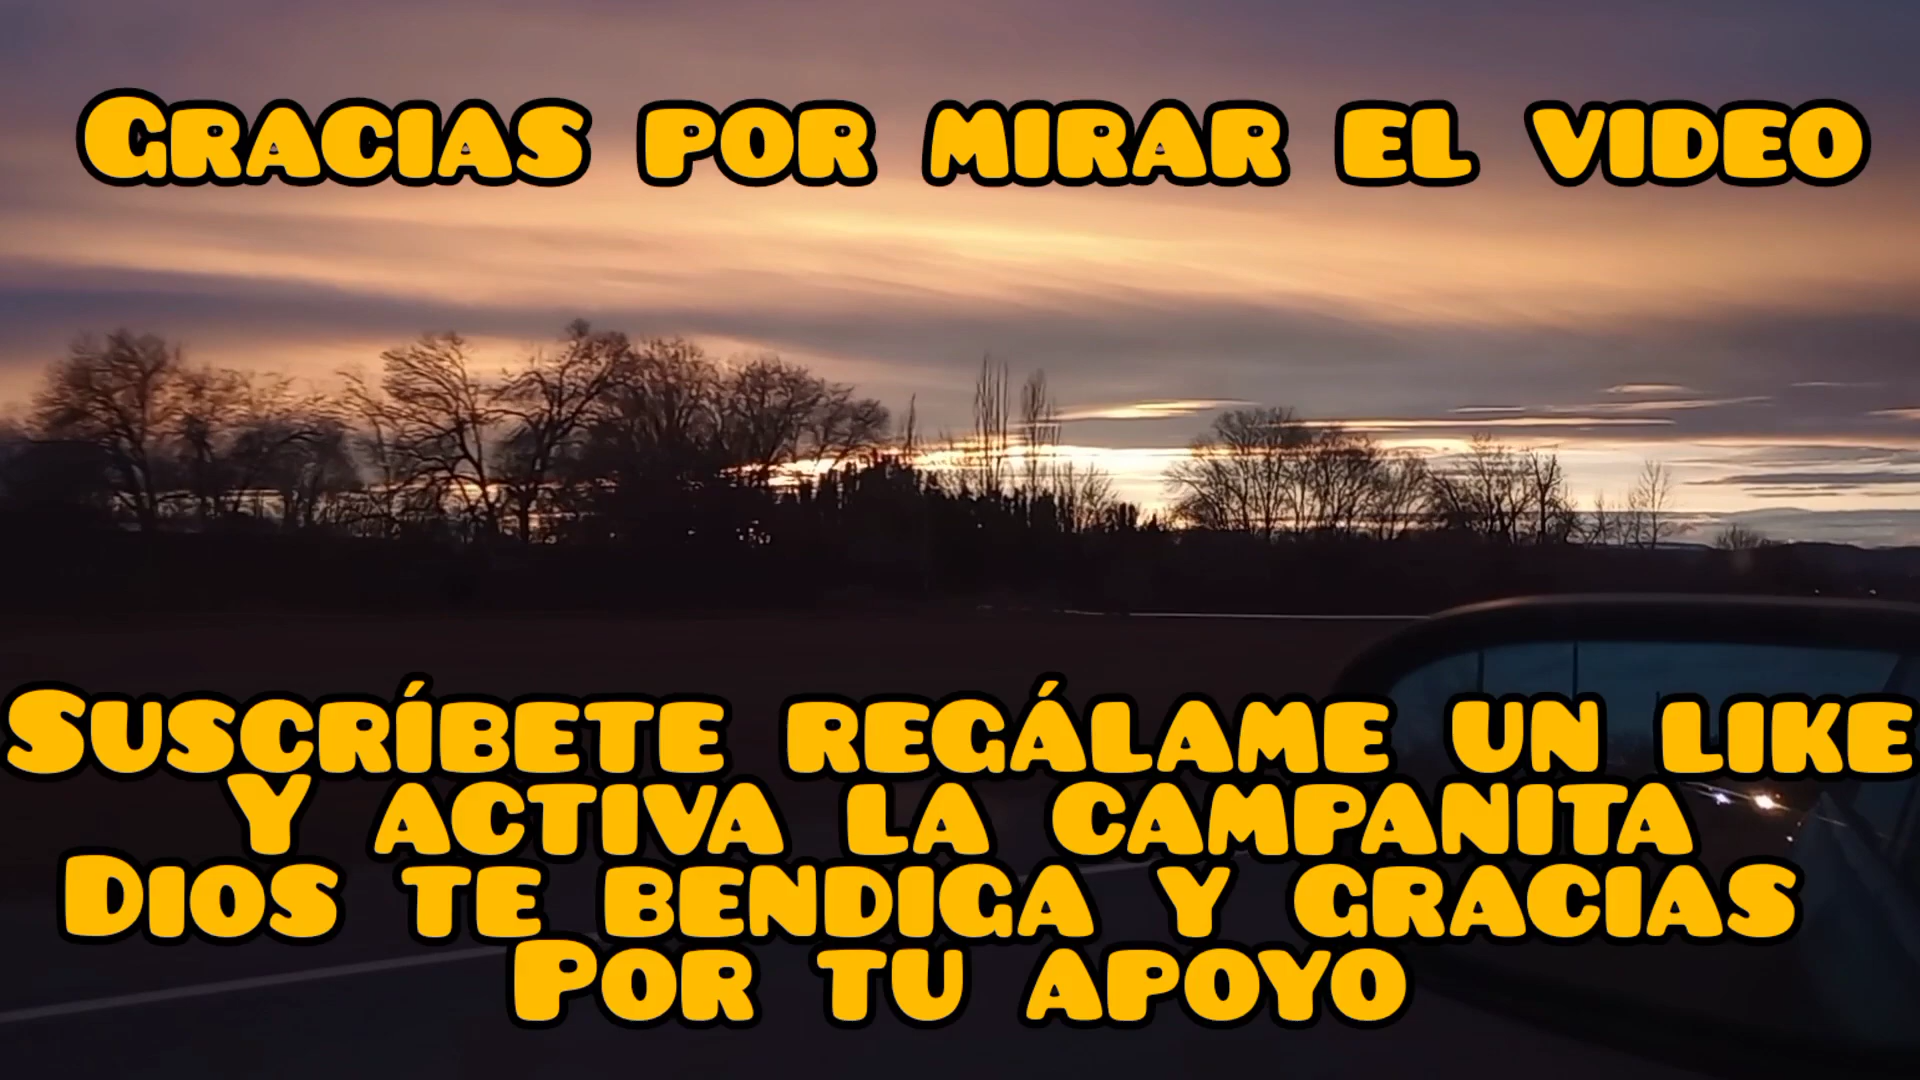 Gracias por mirar el video
Suscríbete regálame un like
Y activa la campanita
Dios te bendiga y gracias
Por tu apoyo